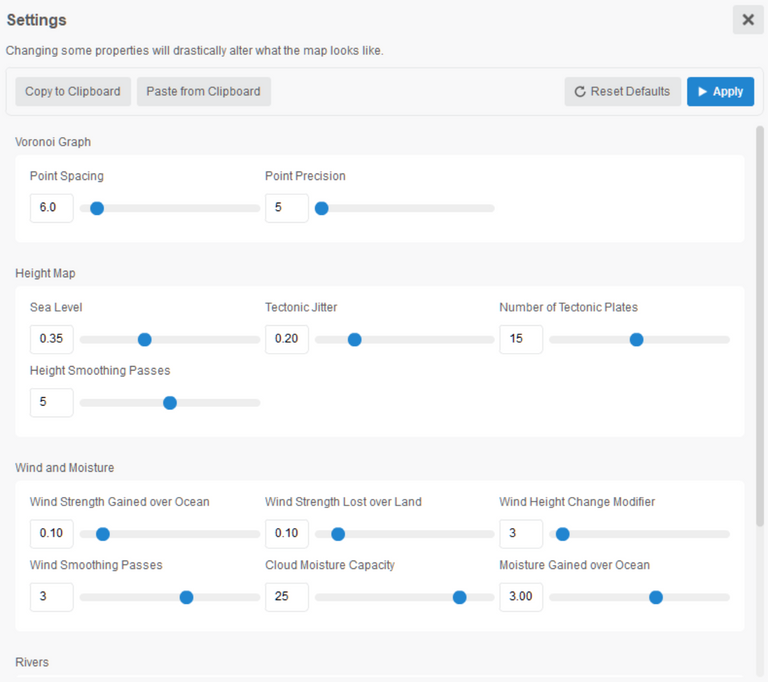 Settings
Changing some properties will drastically alter what the map looks like.
Copy to Clipboard Paste from Clipboard Reset Defaults Apply
Voronoi Graph
Point Spacing Point Precision
6.0 5
Height Map
Sea Level Tectonic Jitter Number of Tectonic Plates
0.35 0.20 15
Height Smoothing Passes
5
Wind and Moisture
Wind Strength Gained over Ocean Wind Strength Lost over Land Wind Height Change Modifier
0.10 0.10 3
Wind Smoothing Passes Cloud Moisture Capacity Moisture Gained over Ocean
3 25 3.00
Rivers